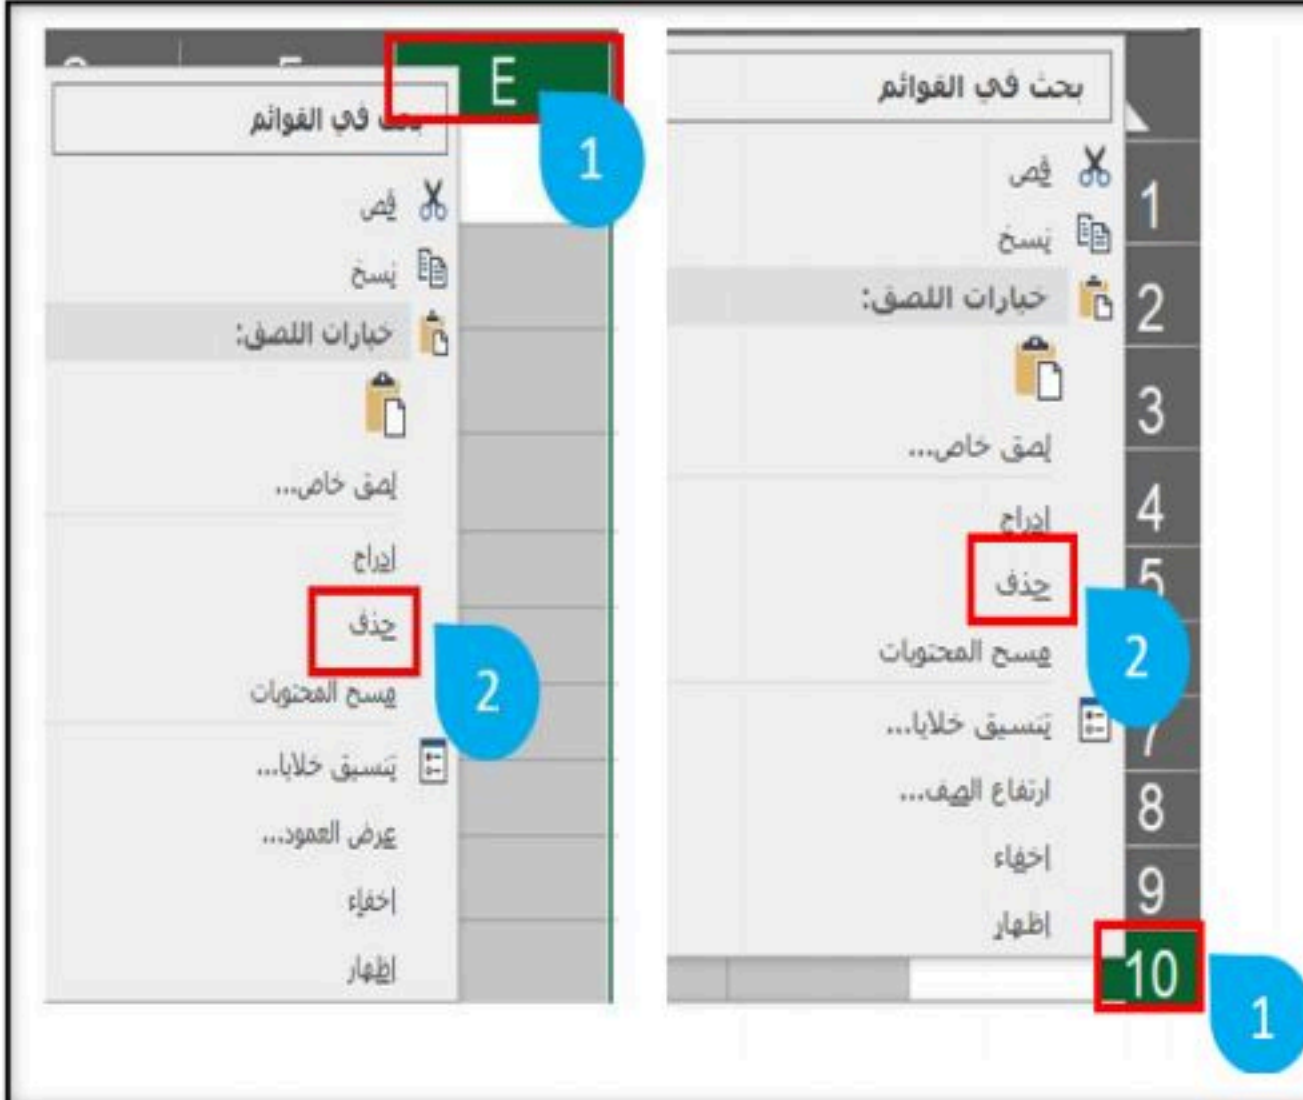 E
1
بحث في القوائم
قص
نسخ
خيارات اللصق:
لصق خاص...
إدراج
حذف
2
مسح المحتويات
تنسيق خلايا...
عرض العمود...
إخفاء
إظهار
بحث في القوائم
قص
1
نسخ
خيارات اللصق:
2
3
لصق خاص...
إدراج
4
حذف
5
2
مسح المحتويات
تنسيق خلايا...
7
ارتفاع الصف...
8
إخفاء
9
إظهار
10
1